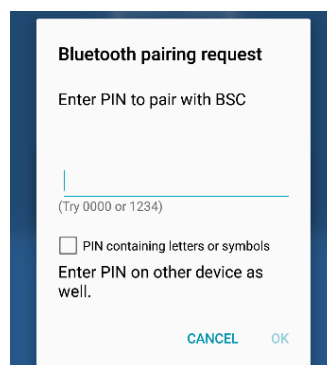 Bluetooth pairing request
Enter PIN to pair with BSC
(Try 0000 or 1234)
PIN containing letters or symbols
Enter PIN on other device as
well.
CANCEL OK